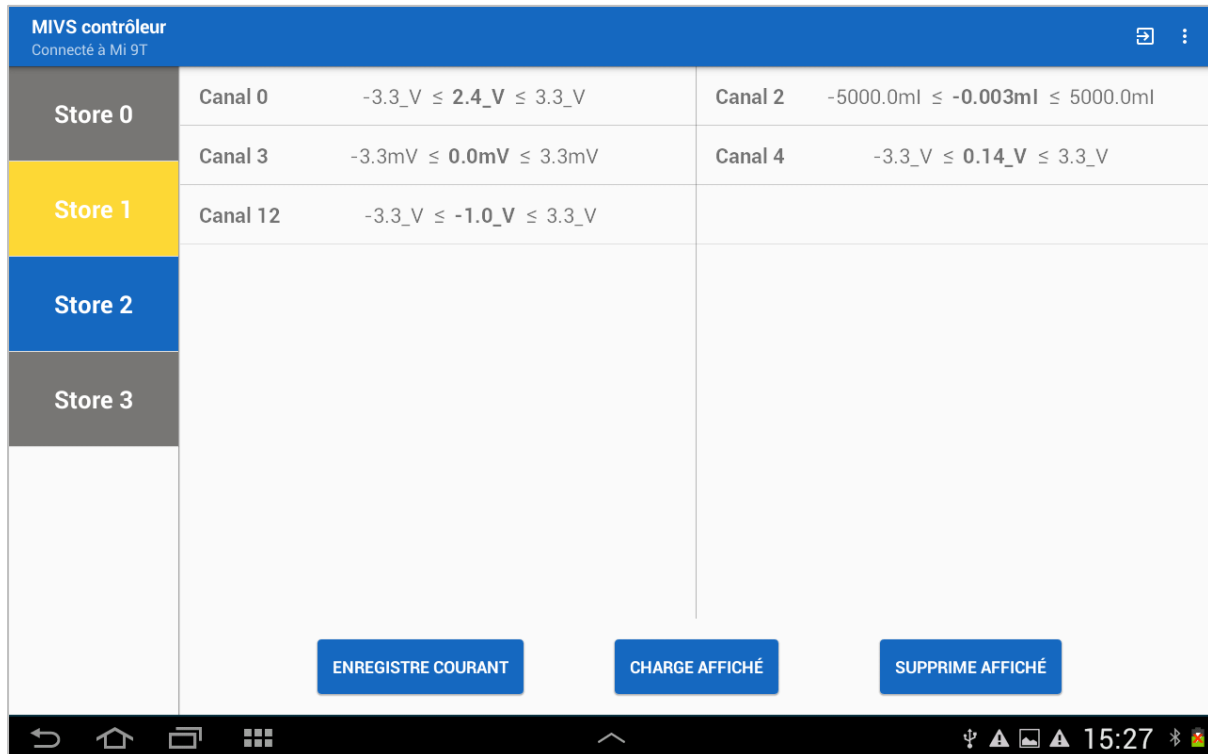 MIVS contrôleur
Connecté à Mi 9T
Store 0
Store 1
Store 2
Store 3
Canal 0 -3.3_V ≤ 2.4_V ≤ 3.3_V
Canal 2 -5000.0ml ≤ -0.003ml ≤ 5000.0ml
Canal 3 -3.3mV ≤ 0.0mV ≤ 3.3mV
Canal 4 -3.3_V ≤ 0.14_V ≤ 3.3_V
Canal 12 -3.3_V ≤ -1.0_V ≤ 3.3_V
ENREGISTRE COURANT
CHARGE AFFICHÉ
SUPPRIME AFFICHÉ
15:27